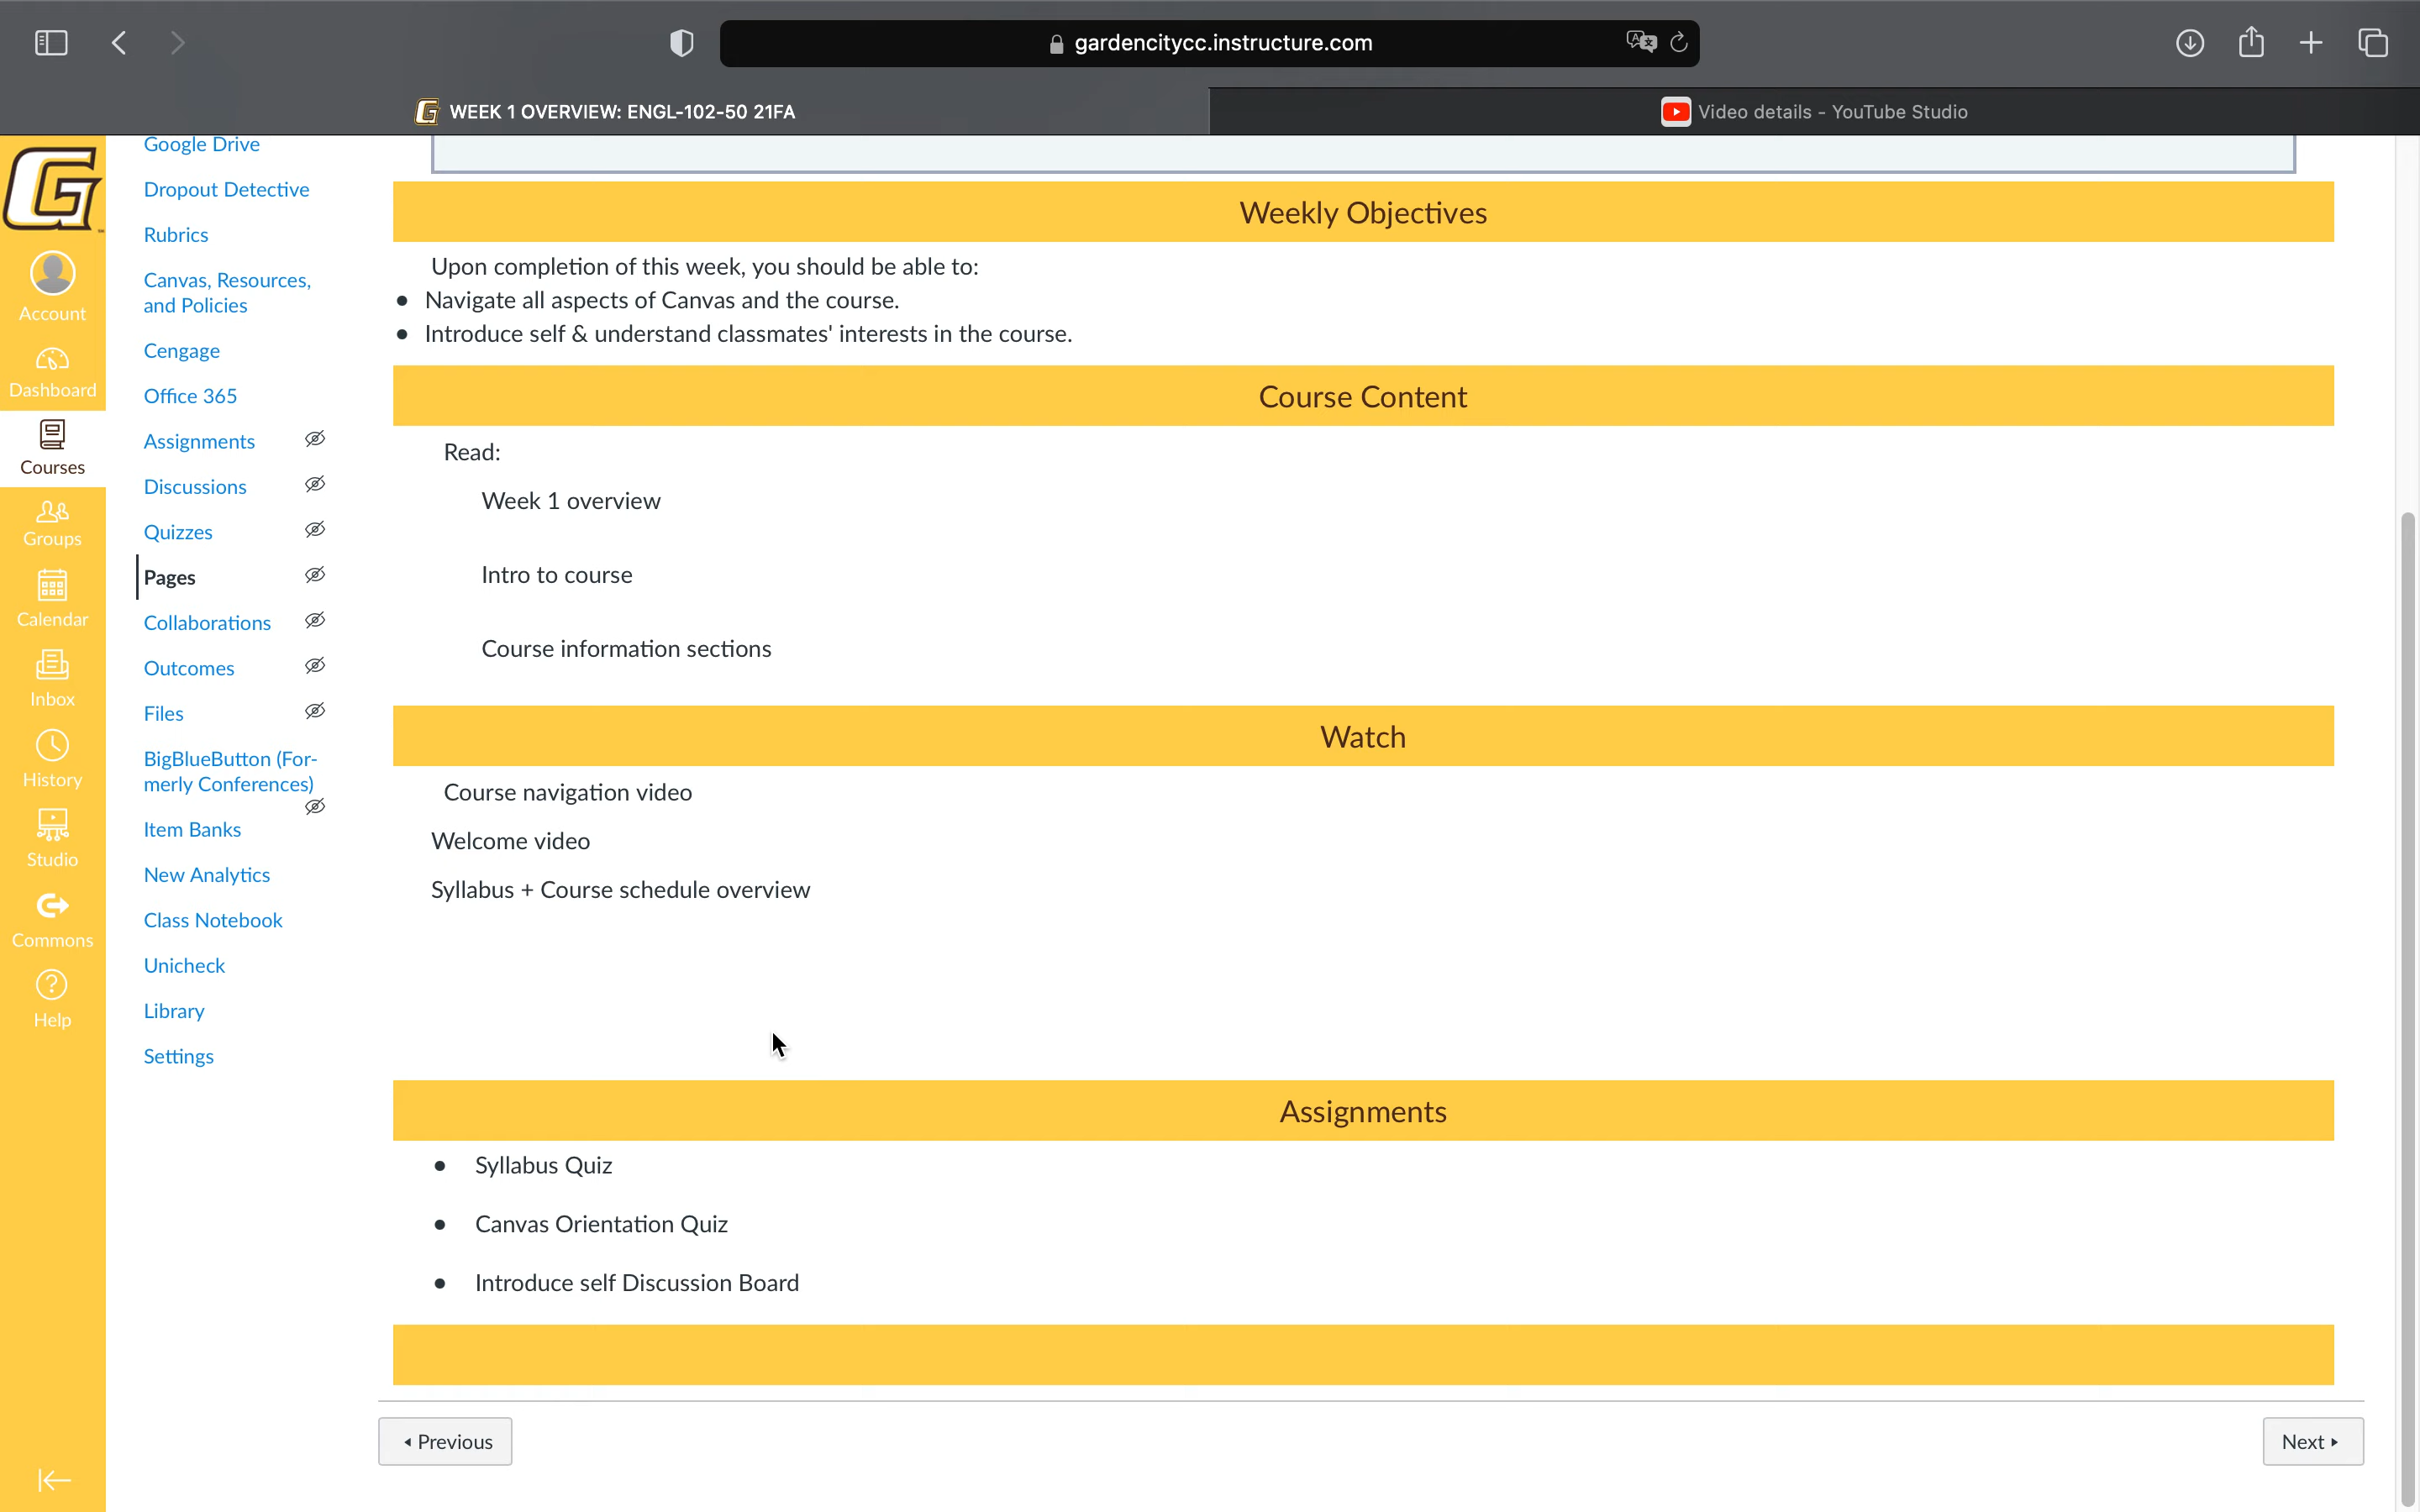 gardencitycc.instructure.com
WEEK 1 OVERVIEW: ENGL-102-50 21FA
Video details - YouTube Studio
G
Account
Dashboard
Courses
Groups
Calendar
Inbox
History
Studio
Commons
Help
Google Drive
Dropout Detective
Rubrics
Canvas, Resources,
and Policies
Cengage
Office 365
Assignments
Discussions
Quizzes
Pages
Collaborations
Outcomes
Files
BigBlueButton (For-
merly Conferences)
Item Banks
New Analytics
Class Notebook
Unicheck
Library
Settings
Weekly Objectives
Upon completion of this week, you should be able to:
• Navigate all aspects of Canvas and the course.
• Introduce self & understand classmates' interests in the course.
Course Content
Read:
Week 1 overview
Intro to course
Course information sections
Watch
Course navigation video
Welcome video
Syllabus + Course schedule overview
Assignments
• Syllabus Quiz
• Canvas Orientation Quiz
• Introduce self Discussion Board
Previous
Next